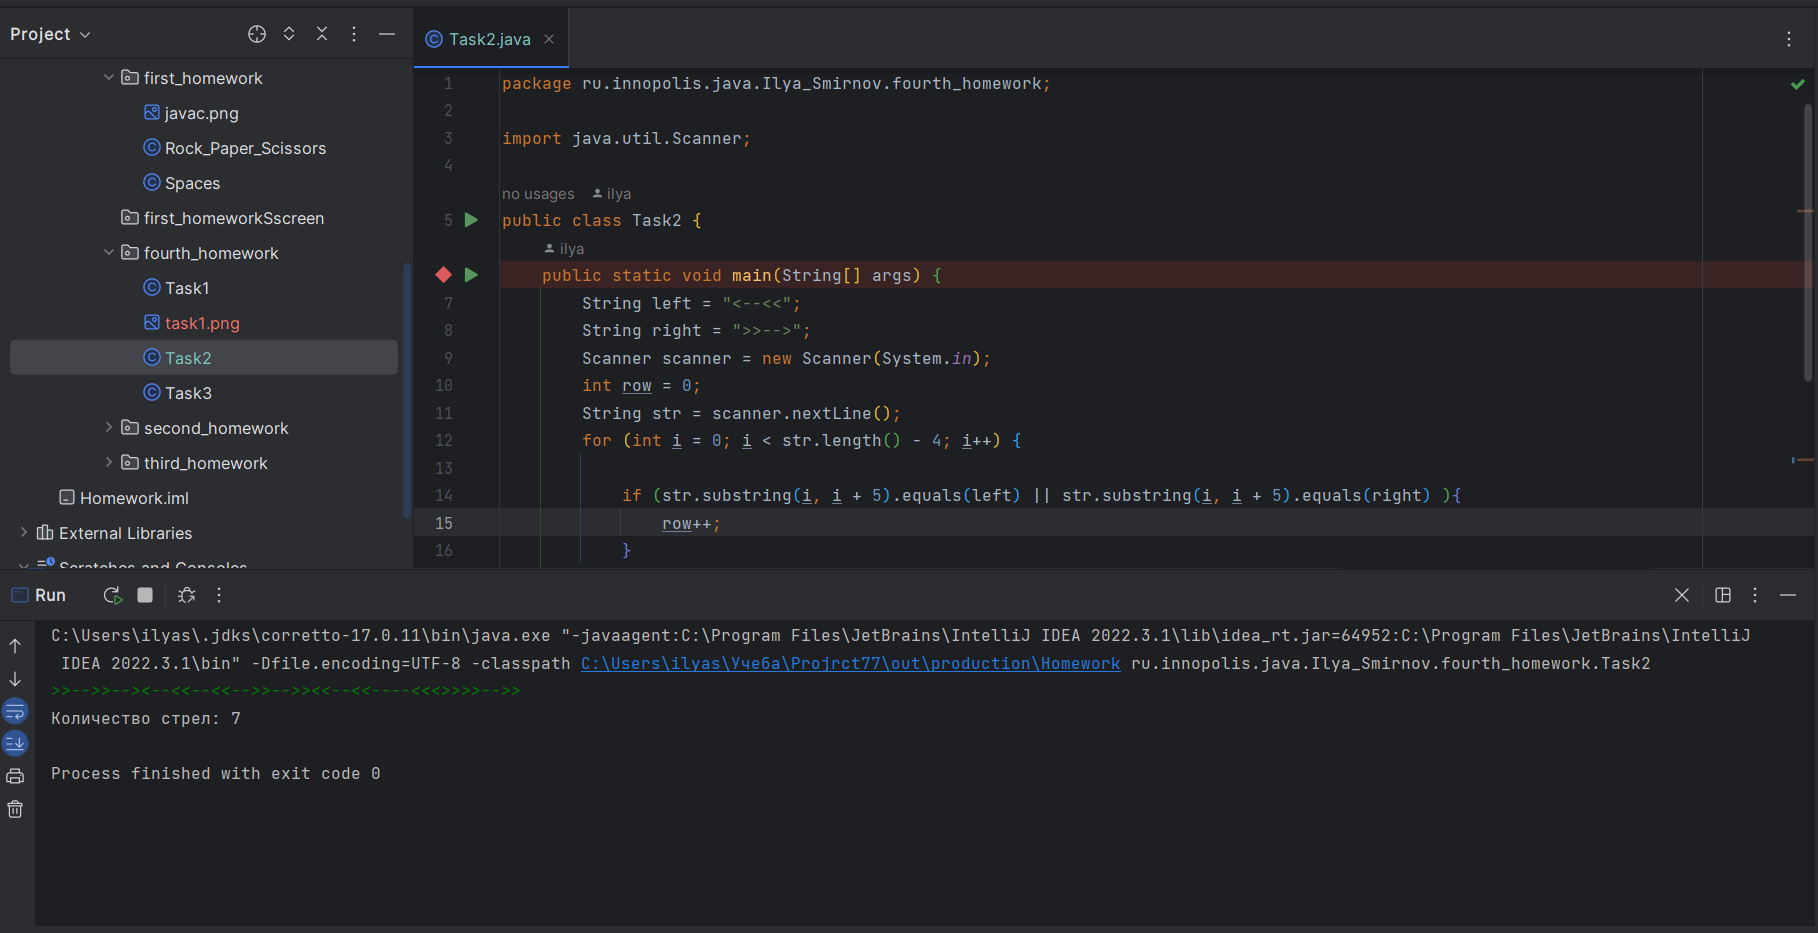 Project
first_homework
javac.png
Rock_Paper_Scissors
Spaces
first_homeworkSscreen
fourth_homework
Task1
task1.png
Task2
Task3
second_homework
third_homework
Homework.iml
External Libraries
Scratches and Consoles
Task2.java
1 package ru.innopolis.java.Ilya_Smirnov.fourth_homework;
2
3 import java.util.Scanner;
4
no usages ilya
5 public class Task2 {
ilya
public static void main(String[] args) {
7 String left = "<--<<";
8 String right = ">>-->";
9 Scanner scanner = new Scanner(System.in);
10 int row = 0;
11 String str = scanner.nextLine();
12 for (int i = 0; i < str.length() - 4; i++) {
13
14 if (str.substring(i, i + 5).equals(left) || str.substring(i, i + 5).equals(right) ){
15 row++;
16 }
Run
C:\Users\ilyas\.jdks\corretto-17.0.11\bin\java.exe "-javaagent:C:\Program Files\JetBrains\IntelliJ IDEA 2022.3.1\lib\idea_rt.jar=64952:C:\Program Files\JetBrains\IntelliJ
IDEA 2022.3.1\bin" -Dfile.encoding=UTF-8 -classpath C:\Users\ilyas\Учеба\Projrct77\out\production\Homework ru.innopolis.java.Ilya_Smirnov.fourth_homework.Task2
>>-->>--><--<<--<<-->>-->><<--<<----<<<>>>>-->>
Количество стрел: 7
Process finished with exit code 0